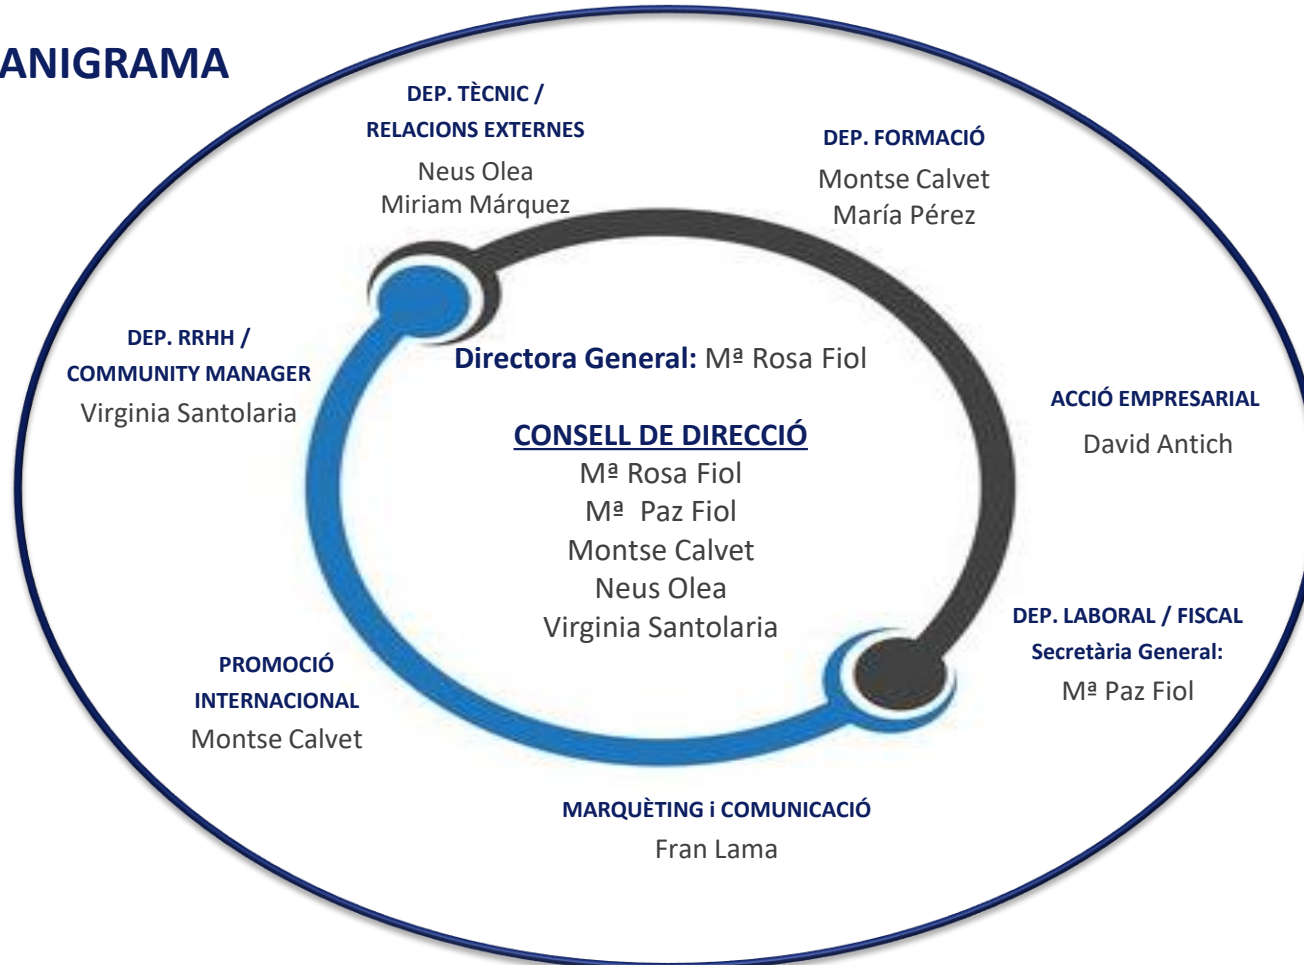 ANIGRAMA
DEP. TÈCNIC /
RELACIONS EXTERNES
Neus Olea
Miriam Márquez
DEP. FORMACIÓ
Montse Calvet
María Pérez
DEP. RRHH /
COMMUNITY MANAGER
Virginia Santolaria
Directora General: Mª Rosa Fiol
CONSELL DE DIRECCIÓ
Mª Rosa Fiol
Mª Paz Fiol
Montse Calvet
Neus Olea
Virginia Santolaria
ACCIÓ EMPRESARIAL
David Antich
DEP. LABORAL / FISCAL
Secretària General:
Mª Paz Fiol
PROMOCIÓ
INTERNACIONAL
Montse Calvet
MARQUÈTING i COMUNICACIÓ
Fran Lama